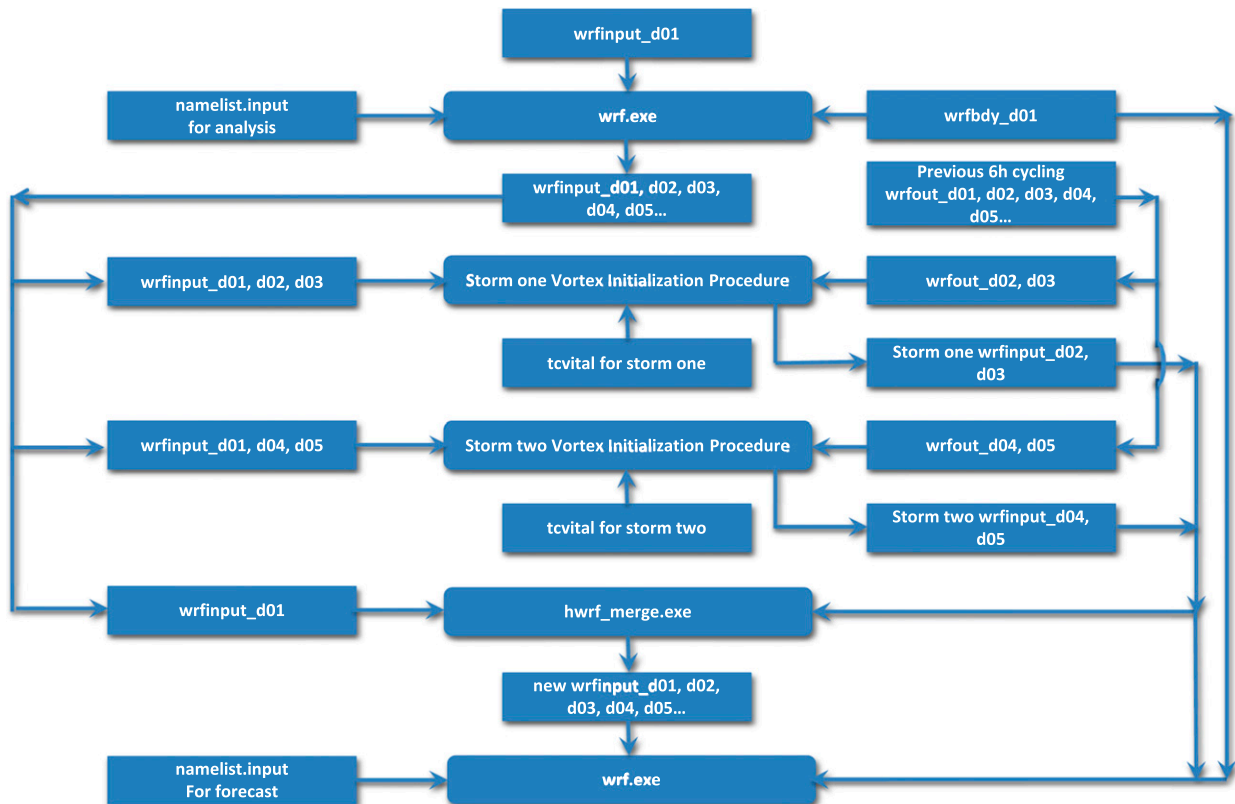 wrfinput_d01
namelist.input
for analysis
wrf.exe
wrfbdy_d01
wrfinput_d01, d02, d03,
d04, d05...
Previous 6h cycling
wrfout_d01, d02, d03, d04,
d05...
wrfinput_d01, d02, d03
Storm one Vortex Initialization Procedure
wrfout_d02, d03
tcvital for storm one
Storm one wrfinput_d02,
d03
wrfinput_d01, d04, d05
Storm two Vortex Initialization Procedure
wrfout_d04, d05
tcvital for storm two
Storm two wrfinput_d04,
d05
wrfinput_d01
hwrf_merge.exe
new wrfinput_d01, d02,
d03, d04, d05...
namelist.input
For forecast
wrf.exe